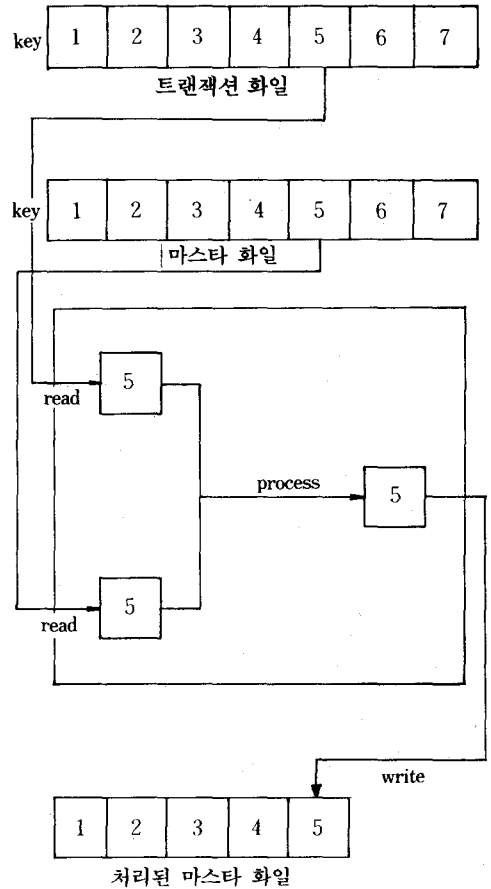 key 1 2 3 4 5 6 7
트랜잭션 화일
key 1 2 3 4 5 6 7
마스타 화일
5
read
process
5
5
read
write
1 2 3 4 5
처리된 마스타 화일